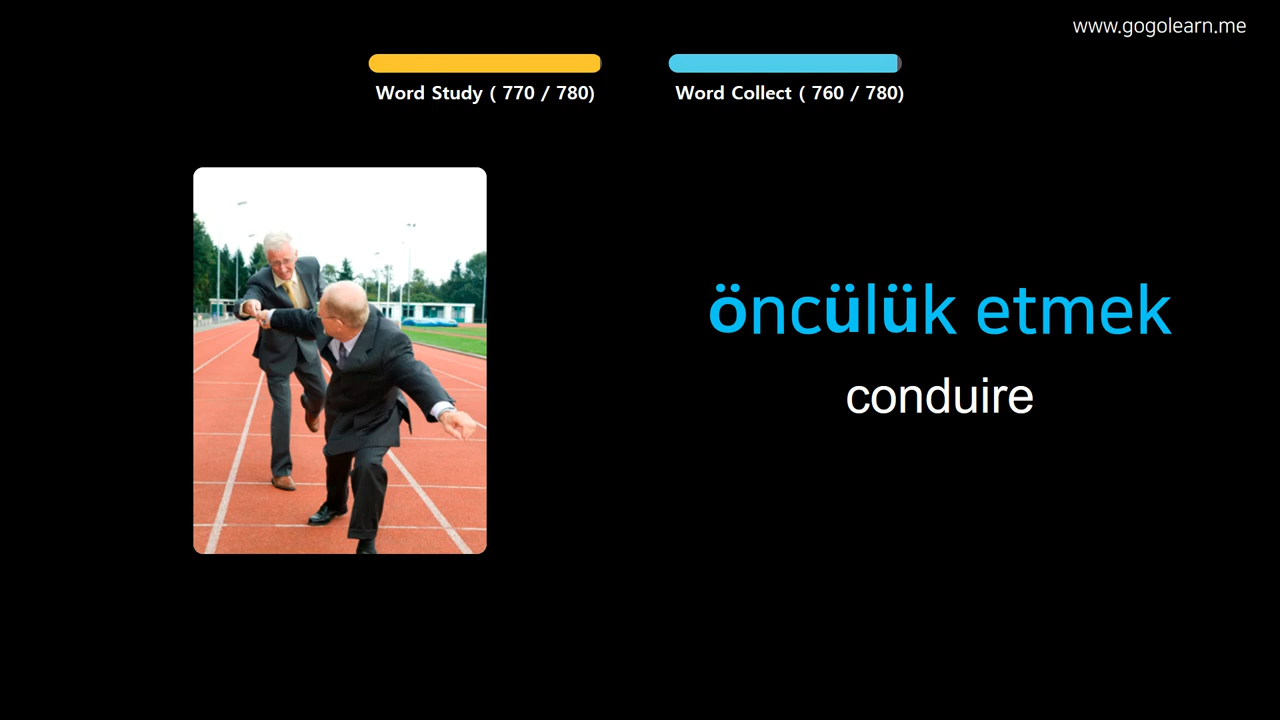 www.gogolearn.me
Word Study ( 770 / 780)
Word Collect ( 760 / 780)
öncülük etmek
conduire